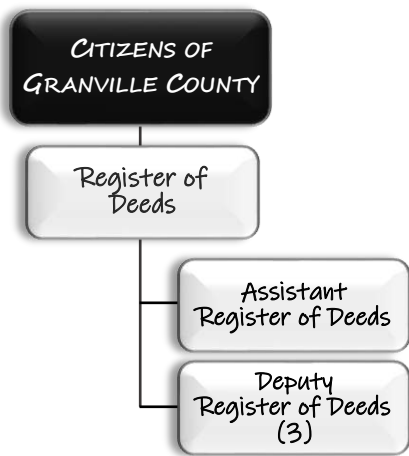 CITIZENS OF
GRANVILLE COUNTY
Register of
Deeds
Assistant
Register of Deeds
Deputy
Register of Deeds
(3)